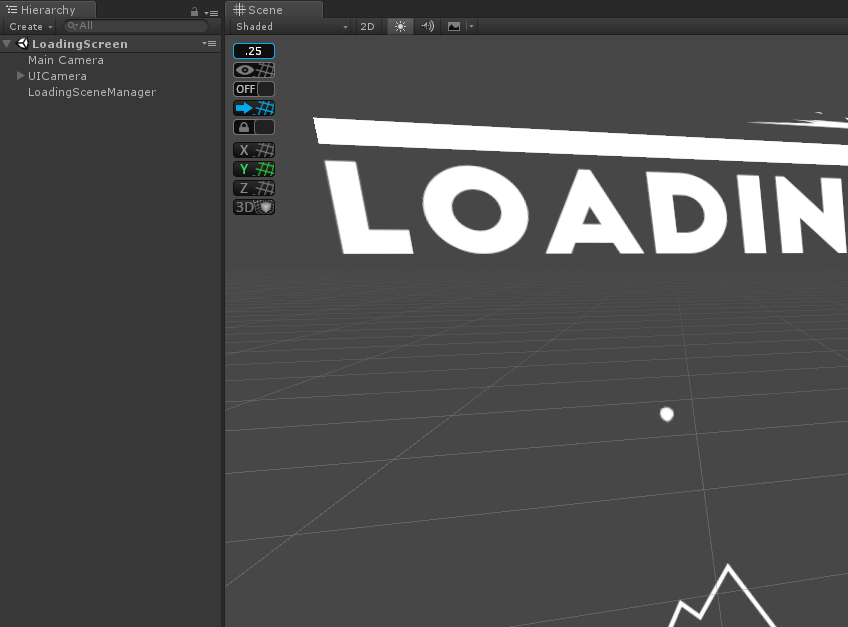 Hierarchy
Create
All
LoadingScreen
Main Camera
UICamera
LoadingSceneManager
Scene
Shaded
2D
.25
OFF
X
Y
Z
3D
LOADIN